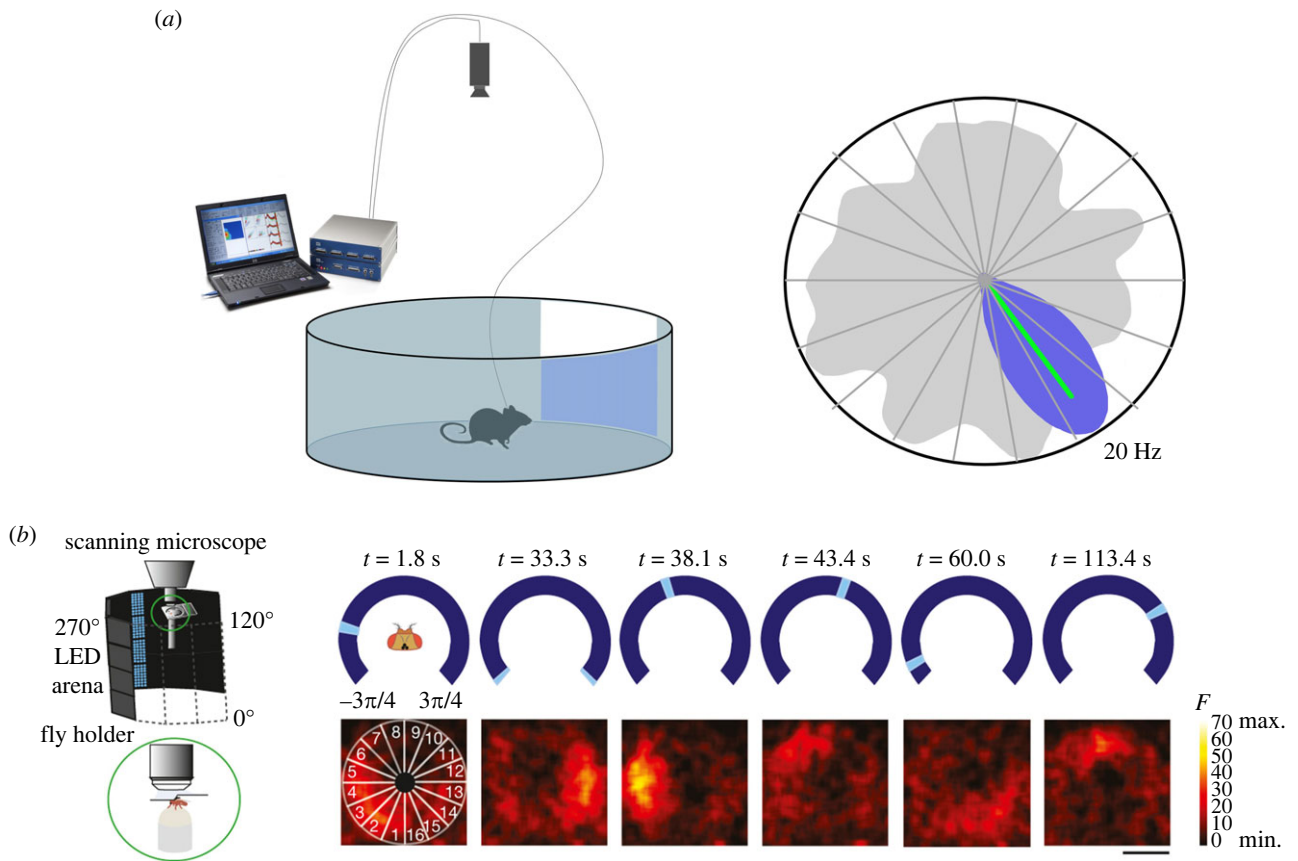 (a)
20 Hz
(b)
scanning microscope
270°
LED
arena
120°
0°
fly holder
t = 1.8 s
t = 33.3 s
t = 38.1 s
t = 43.4 s
t = 60.0 s
t = 113.4 s
–3π/4
3π/4
1
2
3
4
5
6
7
8
9
10
11
12
13
14
15
16
F
70 max.
60
50
40
30
20
10
0 min.